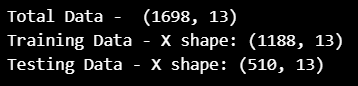 Total Data -  (1698, 13)
Training Data - X shape: (1188, 13)
Testing Data - X shape: (510, 13)